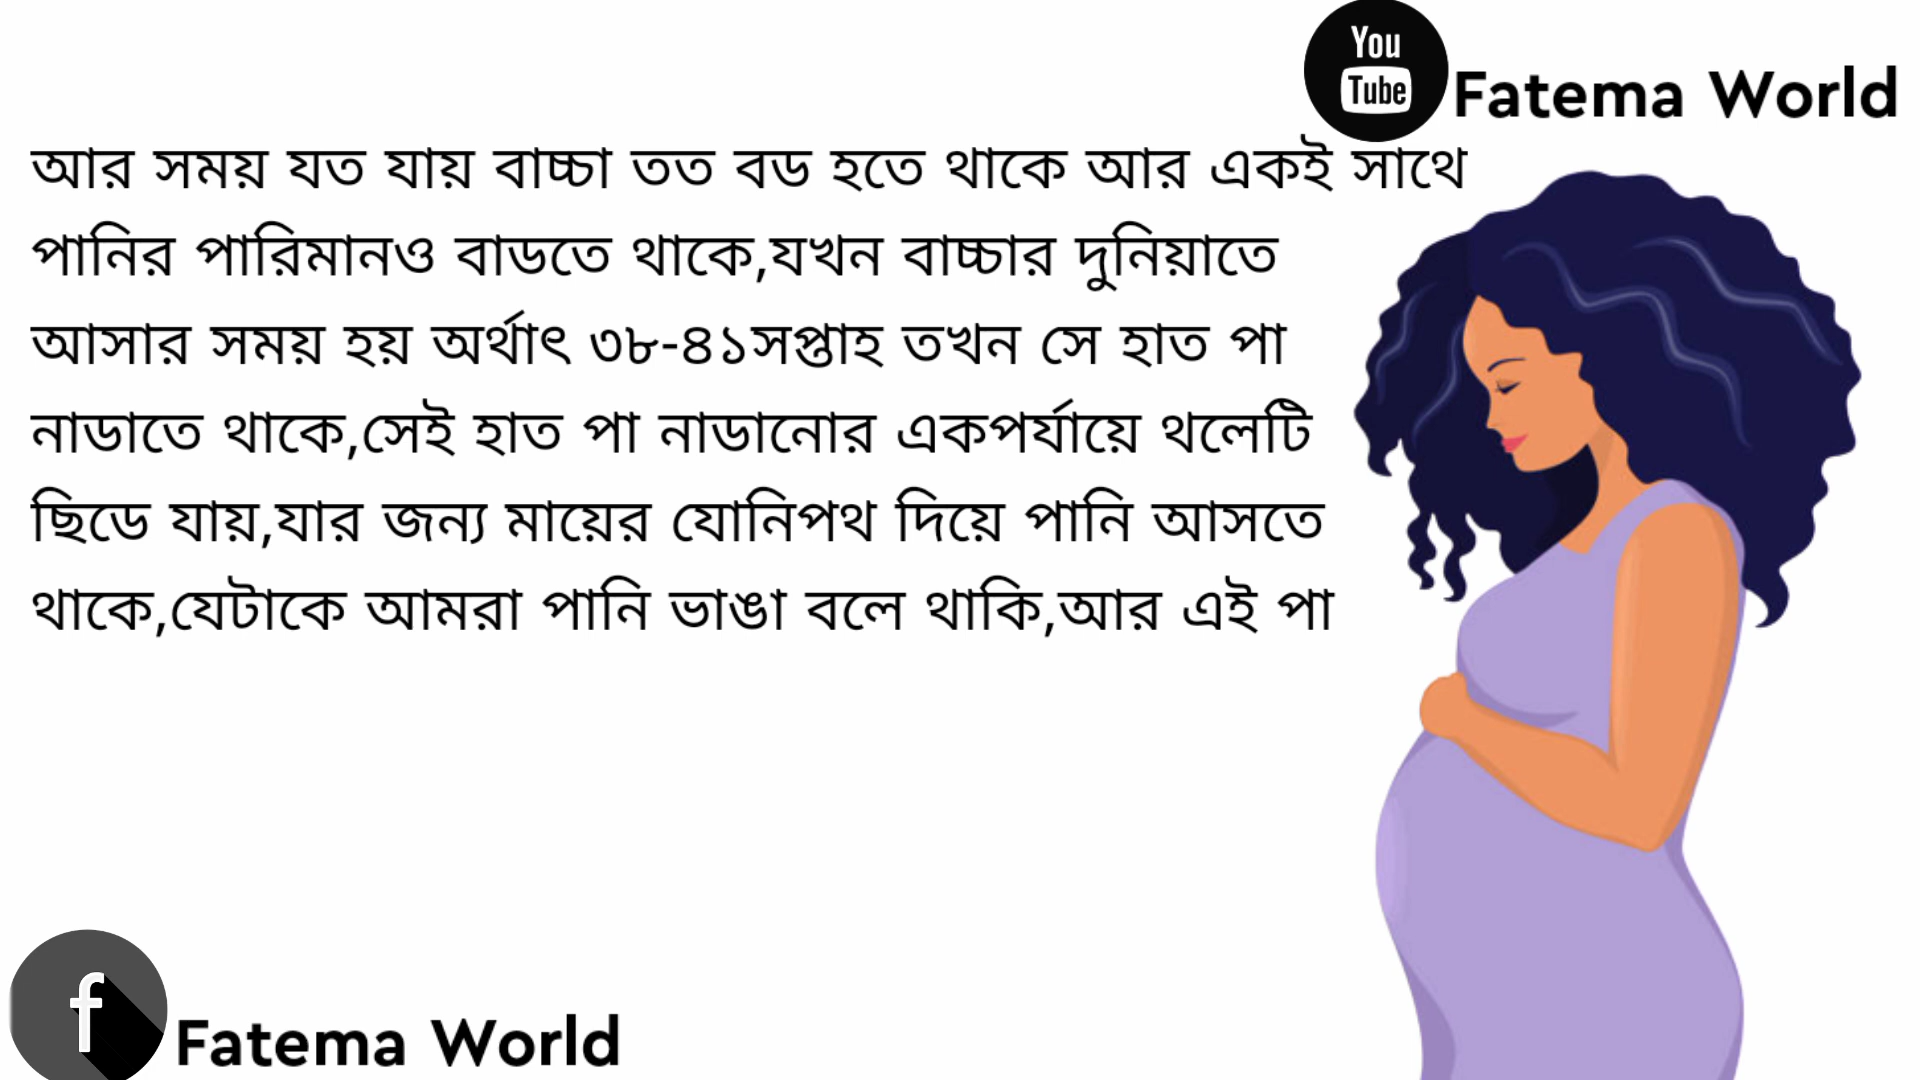 You
Tube
Fatema World
আর সময় যত যায় বাচ্চা তত বড হতে থাকে আর একই সাথে
পানির পারিমানও বাডতে থাকে,যখন বাচ্চার দুনিয়াতে
আসার সময় হয় অর্থাৎ ৩৮-৪১সপ্তাহ তখন সে হাত পা
নাডাতে থাকে,সেই হাত পা নাডানোর একপর্যায়ে থলেটি
ছিডে যায়,যার জন্য মায়ের যোনিপথ দিয়ে পানি আসতে
থাকে,যেটাকে আমরা পানি ভাঙা বলে থাকি,আর এই পা
f
Fatema World